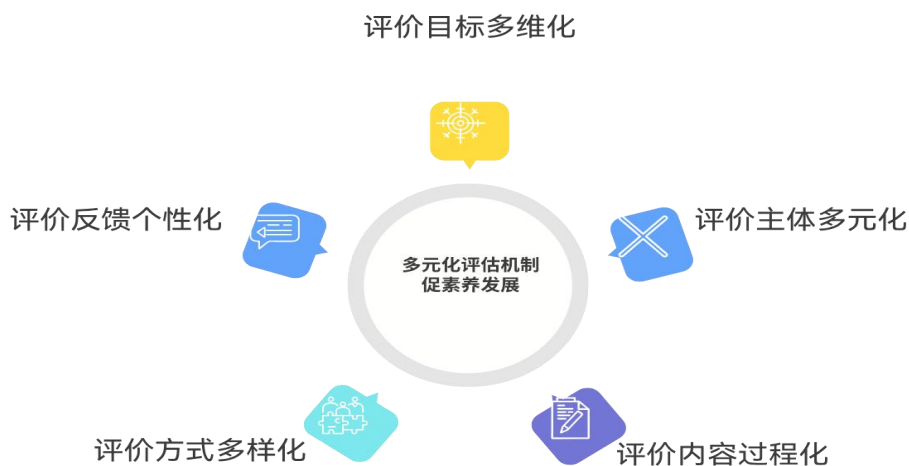 评价目标多维化
评价反馈个性化
评价主体多元化
多元化评估机制
促素养发展
评价方式多样化
评价内容过程化